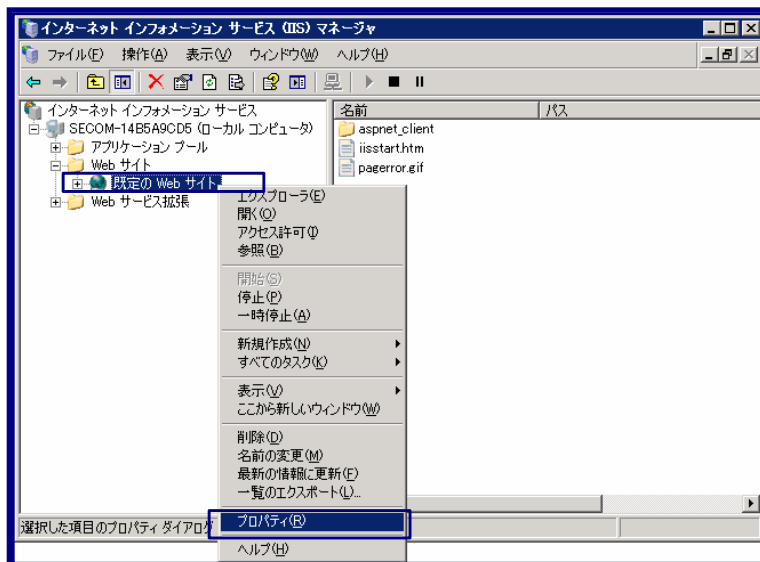 インターネット インフォメーション サービス (IIS) マネージャ
ファイル(F) 操作(A) 表示(V) ウィンドウ(W) ヘルプ(H)
インターネット インフォメーション サービス
SECOM-14B5A9CD5 (ローカル コンピュータ)
アプリケーション プール
Web サイト
既定の Web サイト
Web サービス拡張
名前 パス
aspnet_client
iisstart.htm
pagerror.gif
エクスプローラ(E)
開く(O)
アクセス許可(I)
参照(B)
開始(S)
停止(P)
一時停止(A)
新規作成(N)
すべてのタスク(K)
表示(V)
ここから新しいウィンドウ(W)
削除(D)
名前の変更(M)
最新の情報に更新(F)
一覧のエクスポート(L)...
プロパティ(R)
ヘルプ(H)
選択した項目のプロパティ ダイアログ